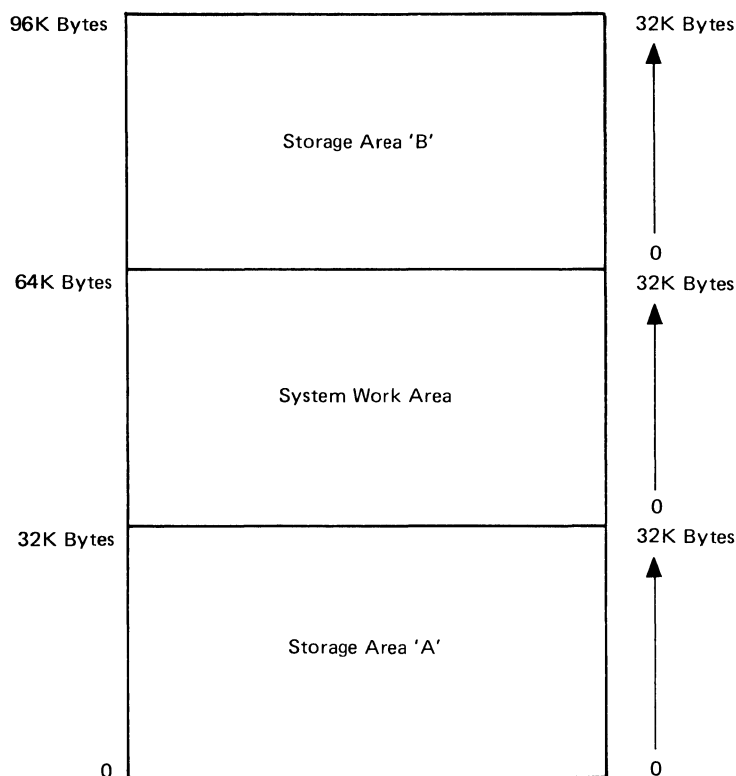 96K Bytes
32K Bytes
Storage Area 'B'
0
64K Bytes
32K Bytes
System Work Area
0
32K Bytes
32K Bytes
Storage Area 'A'
0
0